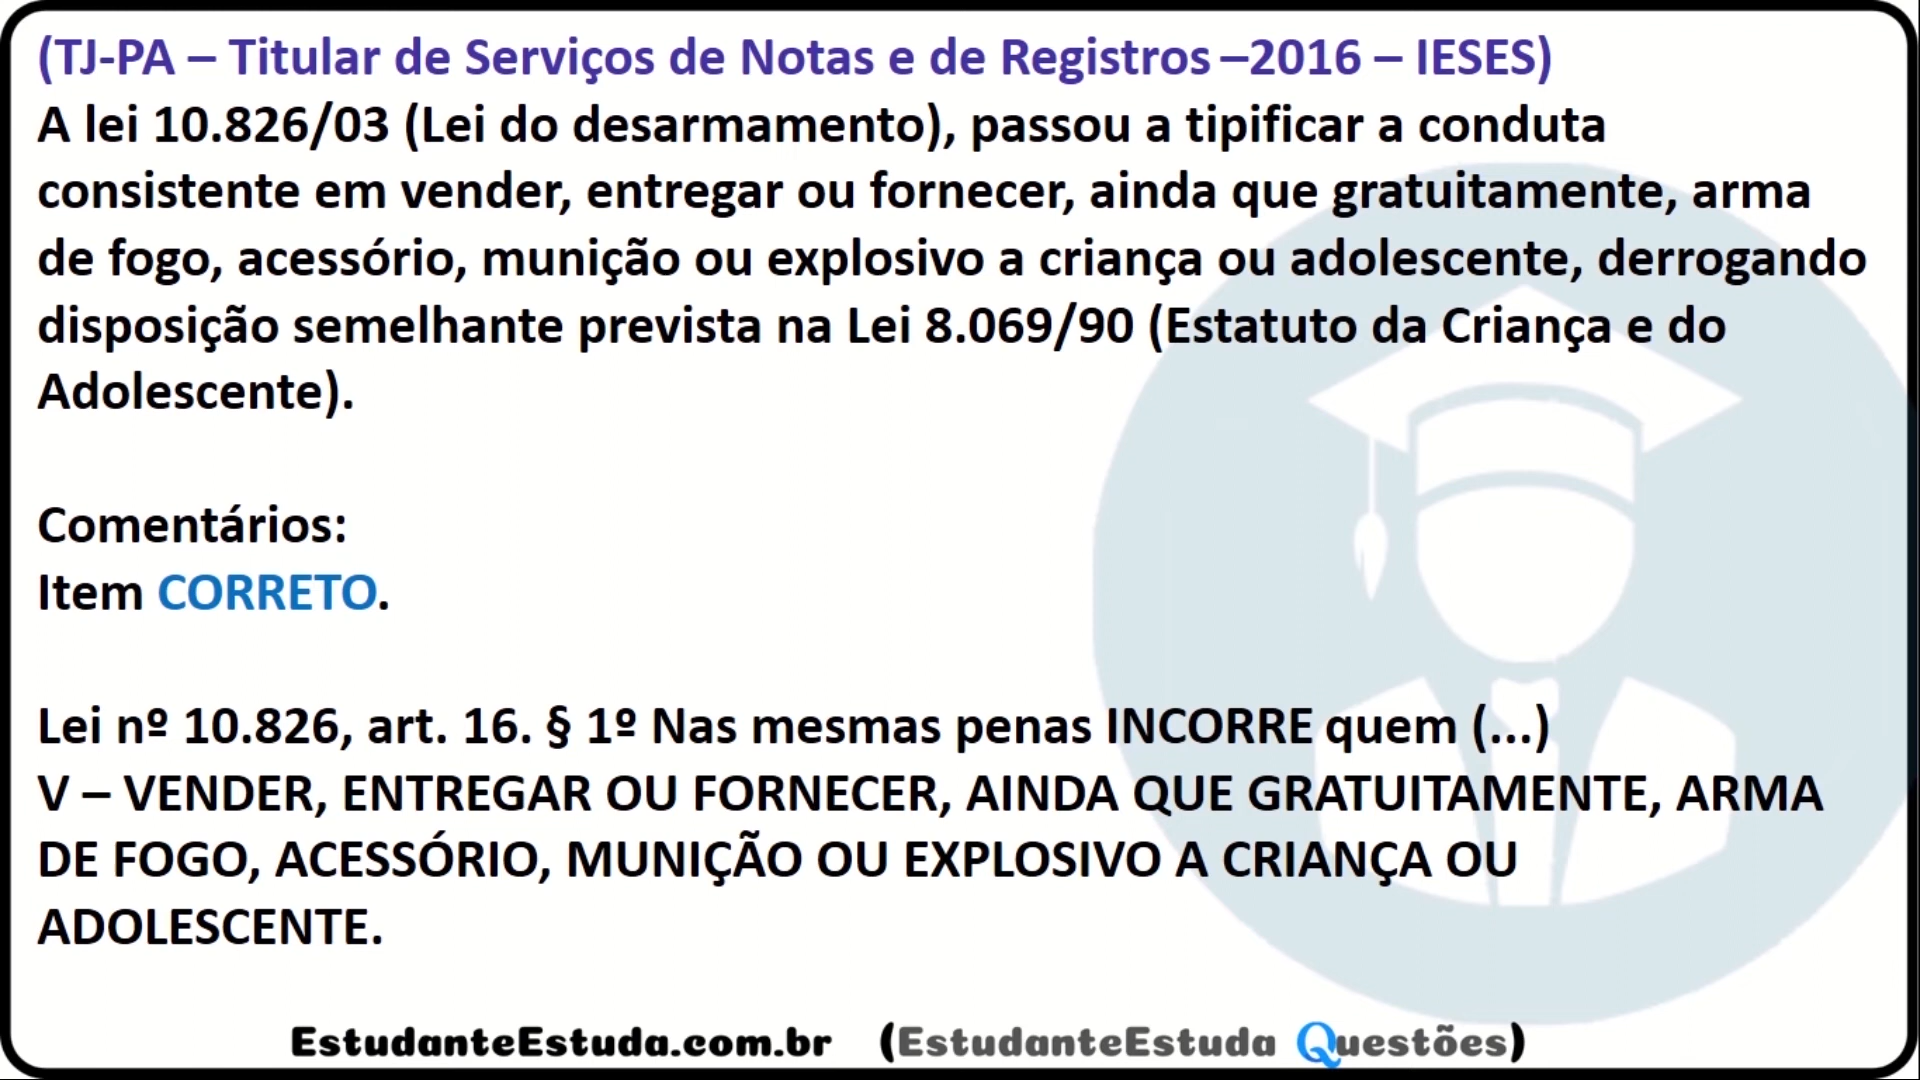 (TJ-PA – Titular de Serviços de Notas e de Registros –2016 – IESES)
A lei 10.826/03 (Lei do desarmamento), passou a tipificar a conduta
consistente em vender, entregar ou fornecer, ainda que gratuitamente, arma
de fogo, acessório, munição ou explosivo a criança ou adolescente, derrogando
disposição semelhante prevista na Lei 8.069/90 (Estatuto da Criança e do
Adolescente).
Comentários:
Item CORRETO.
Lei nº 10.826, art. 16. § 1º Nas mesmas penas INCORRE quem (...)
V – VENDER, ENTREGAR OU FORNECER, AINDA QUE GRATUITAMENTE, ARMA
DE FOGO, ACESSÓRIO, MUNIÇÃO OU EXPLOSIVO A CRIANÇA OU
ADOLESCENTE.
EstudanteEstuda.com.br (EstudanteEstuda Questões)